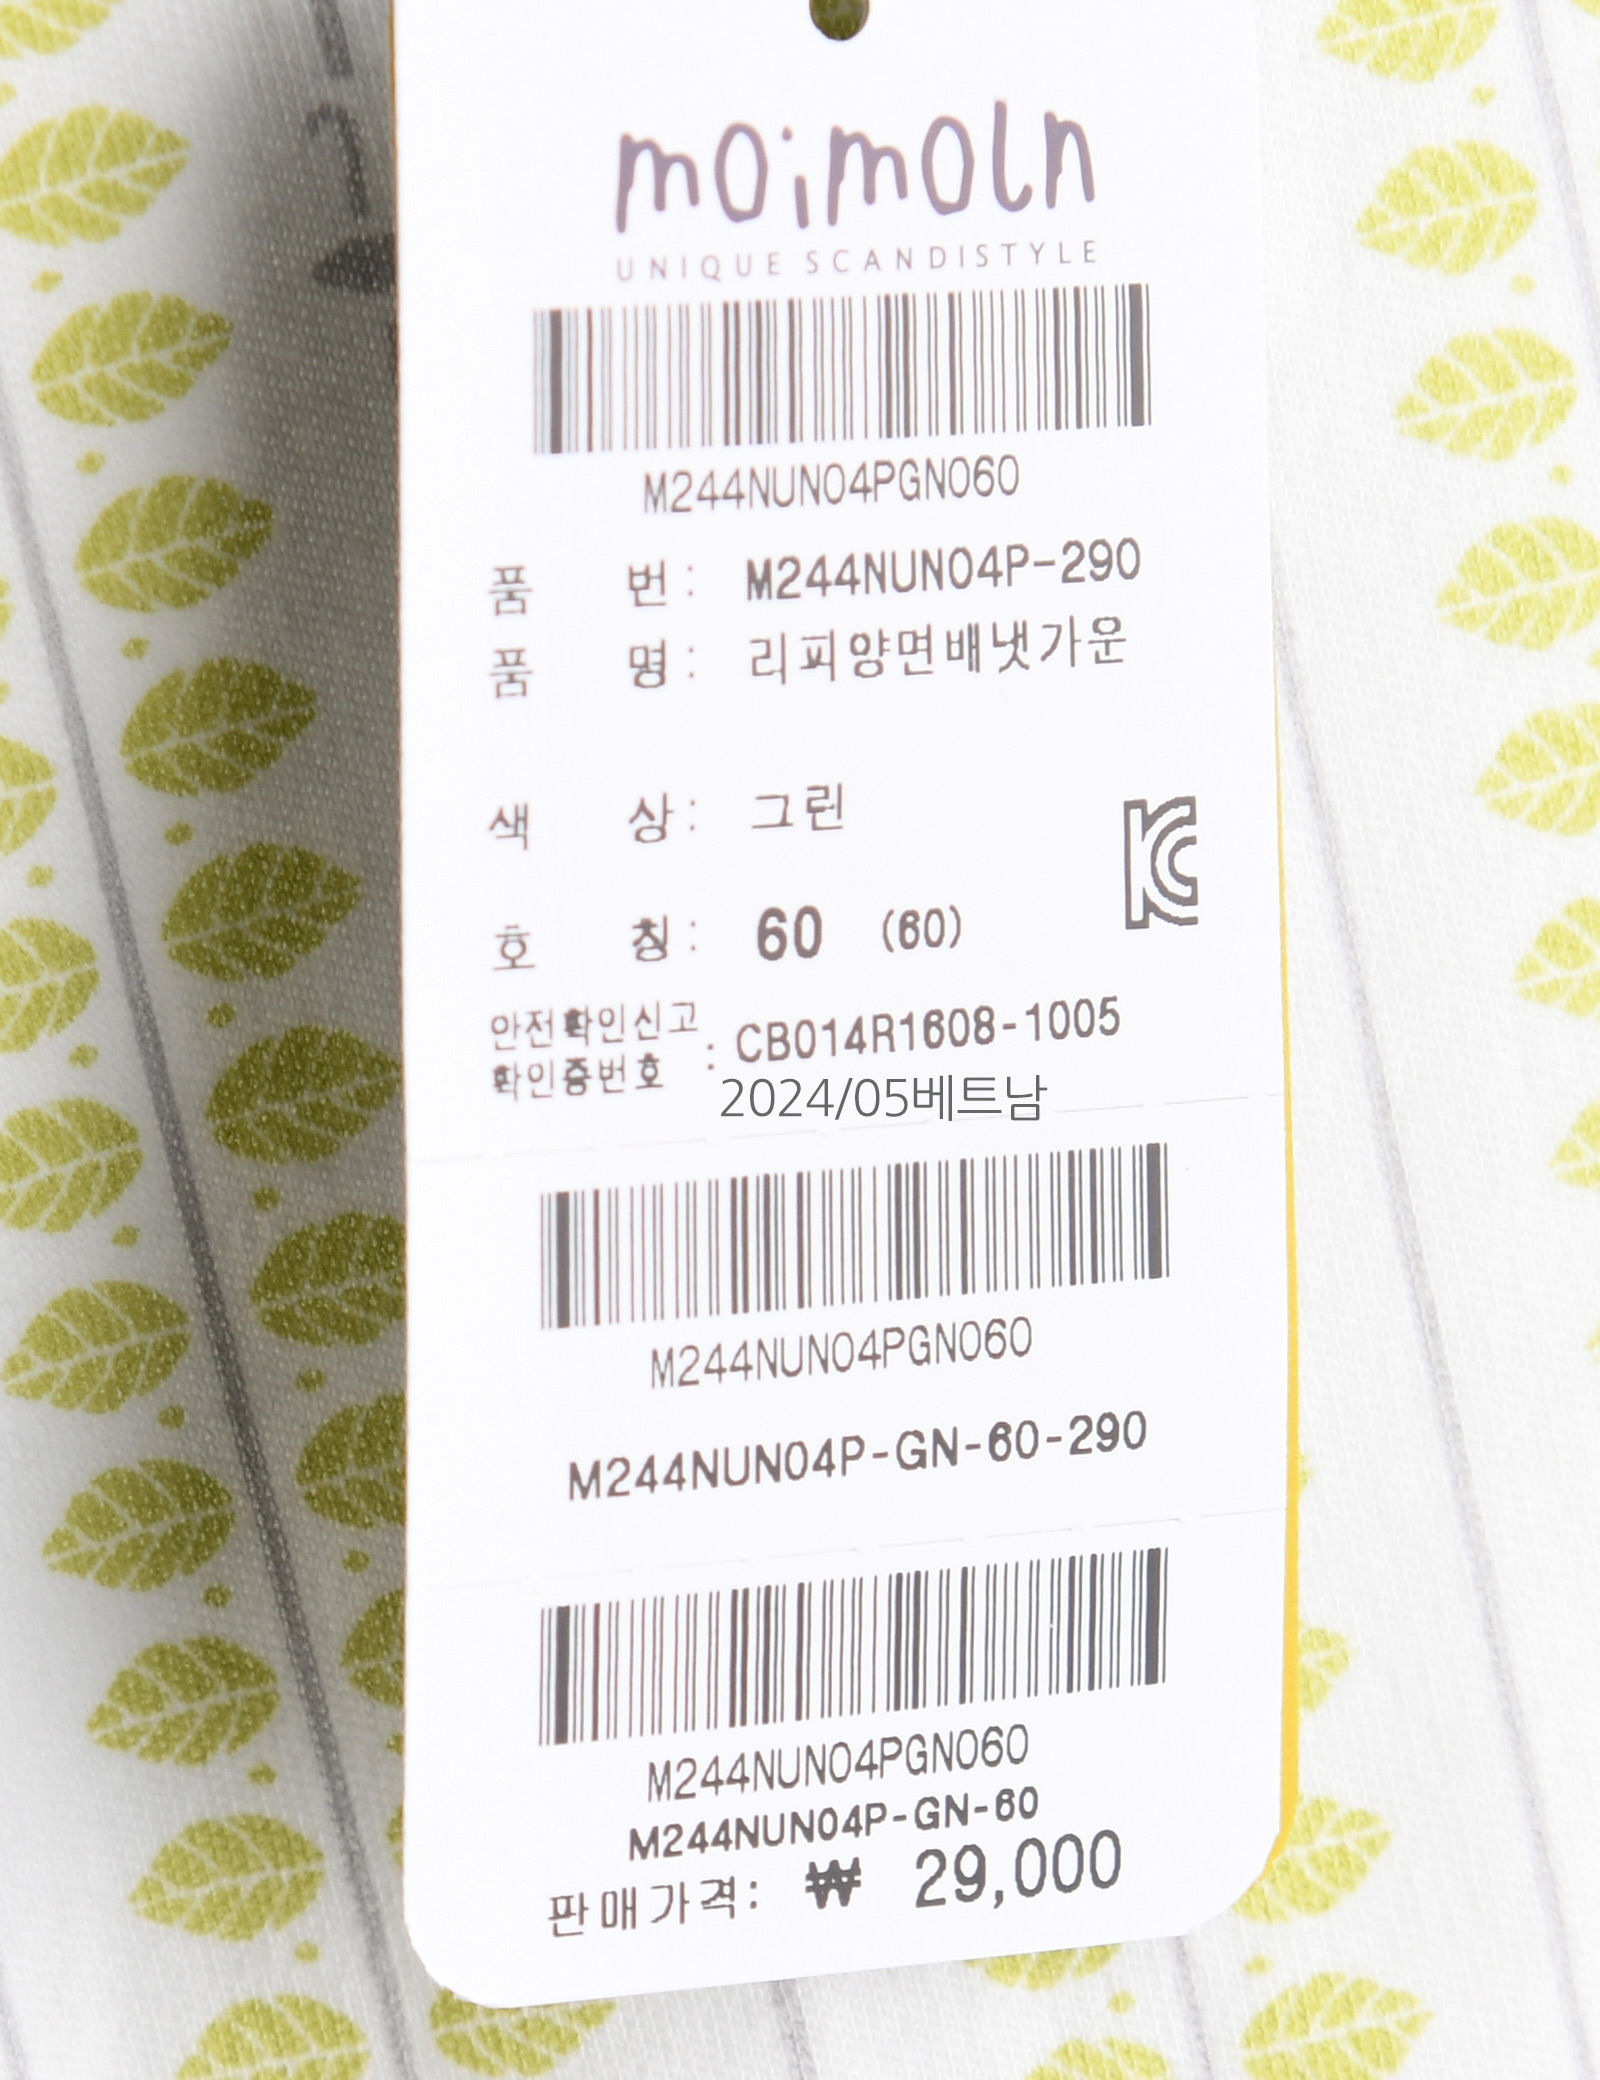 moimoln
UNIQUE SCANDISTYLE
M244NUN04PGN060
품 번 : M244NUN04P-290
품 명 : 리피양면배냇가운
색 상 : 그린
호 칭 : 60 (60)
안전확인신고
확인증번호 : CB014R1608-1005
2024/05베트남
M244NUN04PGN060
M244NUN04P-GN-60-290
M244NUN04PGN060
M244NUN04P-GN-60
판매가격: ₩ 29,000